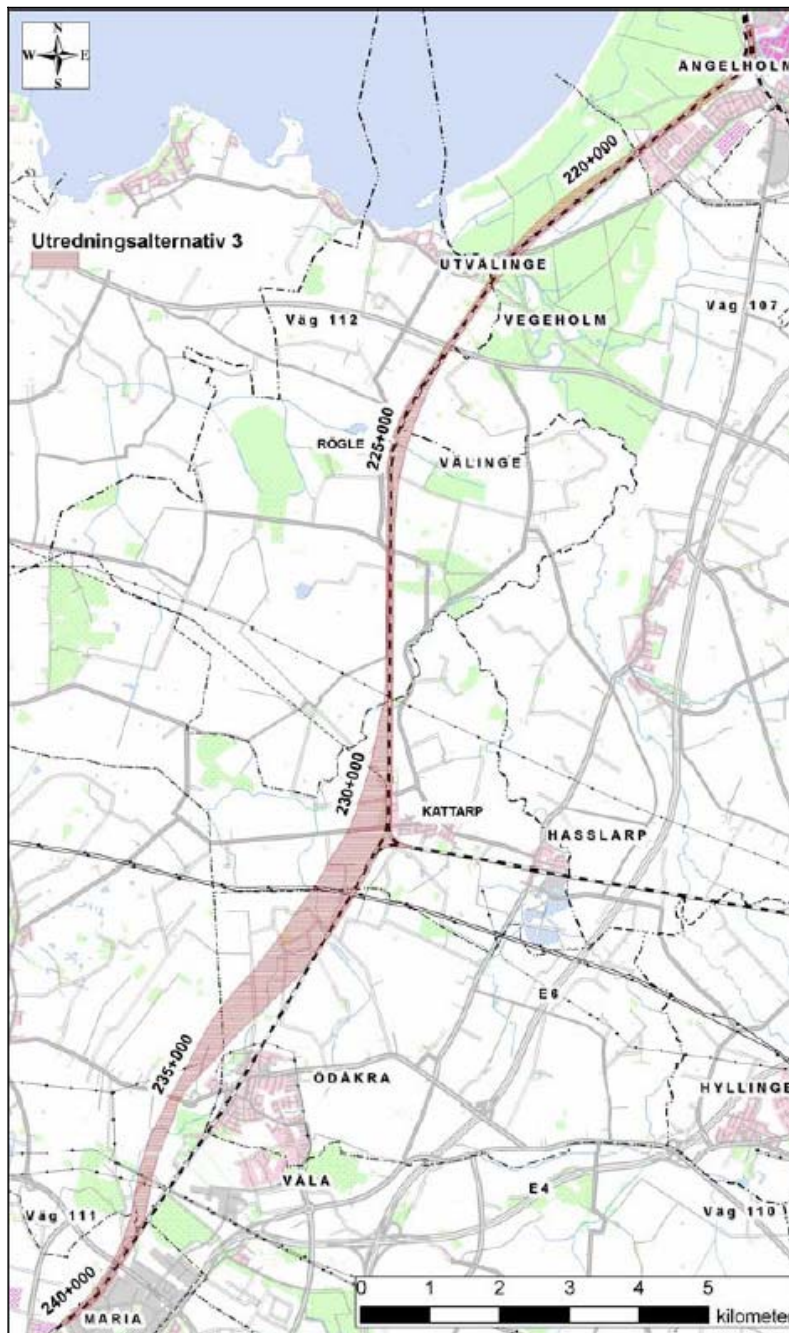 N
W E
S
ÄNGELHOLM
220+000
Utredningsalternativ 3
UTVÄLINGE
Väg 112
VEGEHOLM
Väg 107
225+000
RÖGLE
VÄLINGE
230+000
KATTARP
HASSLARP
E6
235+000
ÖDÅKRA
HYLLINGE
VÄLA
E4
Väg 111
Väg 110
240+000
MARIA
0 1 2 3 4 5
kilometer